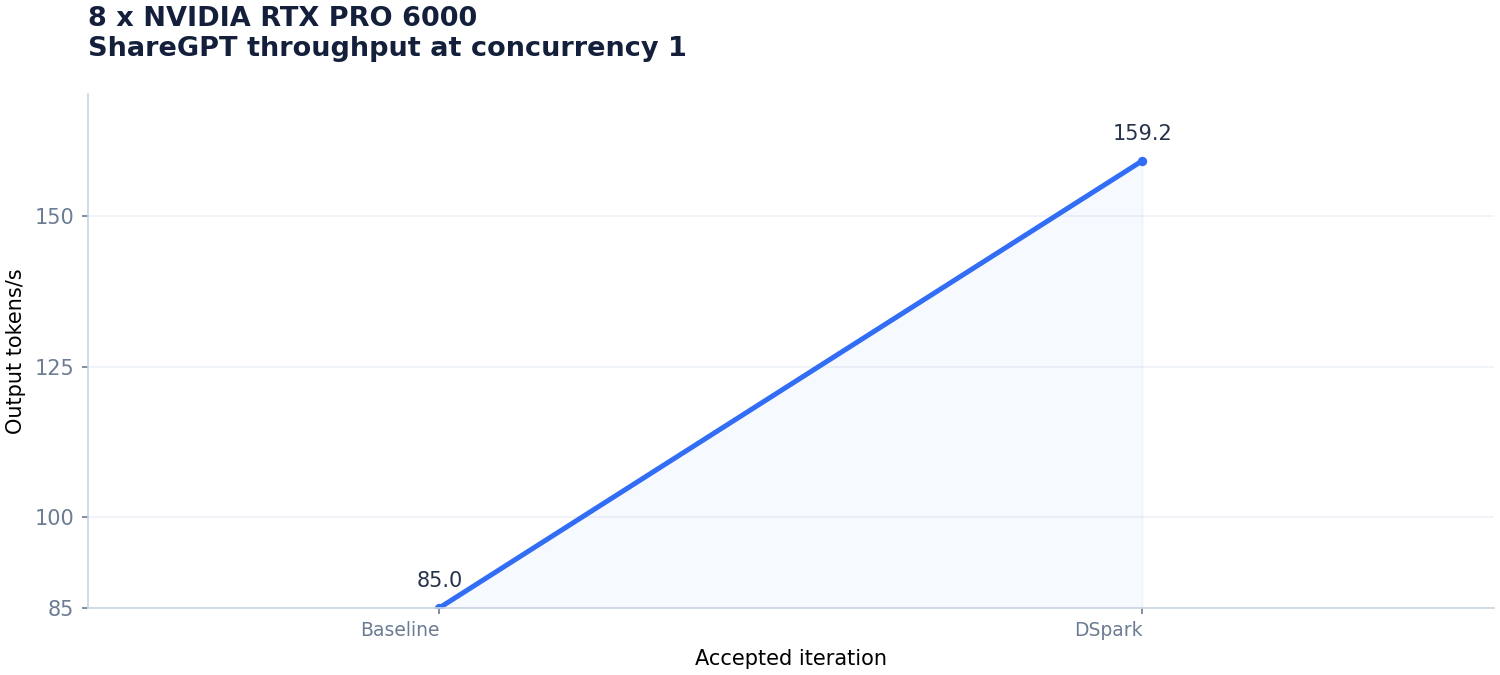 8 x NVIDIA RTX PRO 6000
ShareGPT throughput at concurrency 1
159.2
150
125
100
85.0
85
Output tokens/s
Baseline
DSpark
Accepted iteration